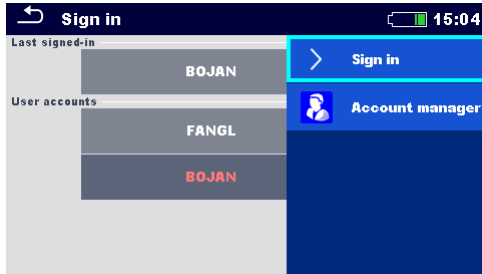 Sign in
15:04
Last signed-in
BOJAN
User accounts
FANGL
BOJAN
Sign in
Account manager